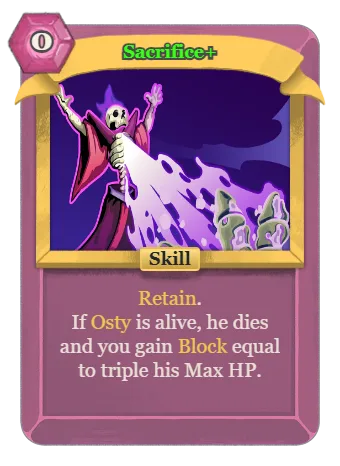 0
Sacrifice+
Skill
Retain.
If Osty is alive, he dies
and you gain Block equal
to triple his Max HP.